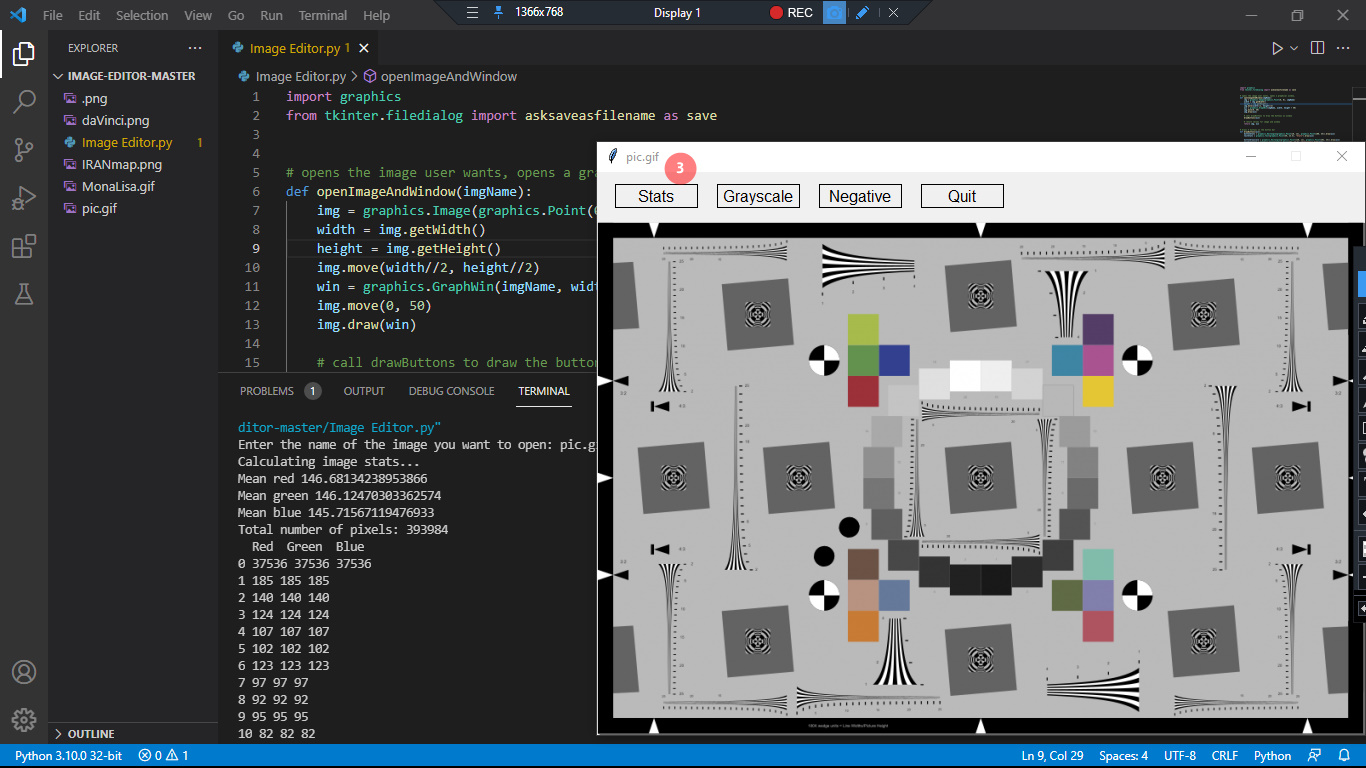 File Edit Selection View Go Run Terminal Help
1366x768 Display 1 REC
EXPLORER
IMAGE-EDITOR-MASTER
.png
daVinci.png
Image Editor.py 1
IRANmap.png
MonaLisa.gif
pic.gif
OUTLINE
Image Editor.py 1
Image Editor.py > openImageAndWindow
1 import graphics
2 from tkinter.filedialog import asksaveasfilename as save
3
4
5 # opens the image user wants, opens a gra
6 def openImageAndWindow(imgName):
7 img = graphics.Image(graphics.Point(0
8 width = img.getWidth()
9 height = img.getHeight()
10 img.move(width//2, height//2)
11 win = graphics.GraphWin(imgName, widt
12 img.move(0, 50)
13 img.draw(win)
14
15 # call drawButtons to draw the button
PROBLEMS 1 OUTPUT DEBUG CONSOLE TERMINAL
ditor-master/Image Editor.py"
Enter the name of the image you want to open: pic.gi
Calculating image stats...
Mean red 146.68134238953866
Mean green 146.12470303362574
Mean blue 145.71567119476933
Total number of pixels: 393984
Red Green Blue
0 37536 37536 37536
1 185 185 185
2 140 140 140
3 124 124 124
4 107 107 107
5 102 102 102
6 123 123 123
7 97 97 97
8 92 92 92
9 95 95 95
10 82 82 82
pic.gif
3
Stats Grayscale Negative Quit
Python 3.10.0 32-bit 0 1 Ln 9, Col 29 Spaces: 4 UTF-8 CRLF Python